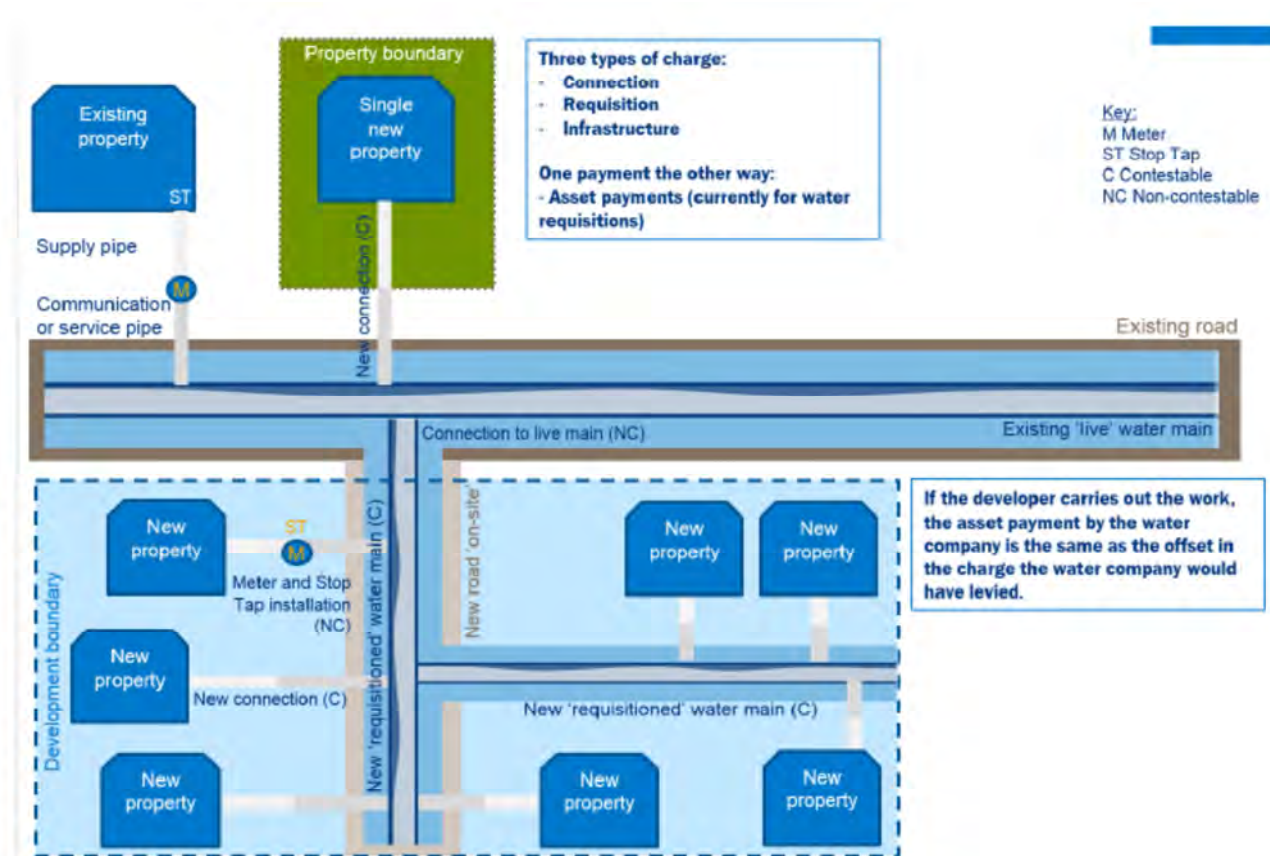 Property boundary
Three types of charge:
- Connection
- Requisition
- Infrastructure
One payment the other way:
- Asset payments (currently for water
requisitions)
Key:
M Meter
ST Stop Tap
C Contestable
NC Non-contestable
Existing
property
ST
Single
new
property
Supply pipe
M
Communication
or service pipe
New connection (C)
Existing road
Connection to live main (NC)
Existing 'live' water main
Development boundary
New
property
ST
M
Meter and Stop
Tap installation
(NC)
New 'requisitioned' water main (C)
New road 'on-site'
New
property
New
property
If the developer carries out the work,
the asset payment by the water
company is the same as the offset in
the charge the water company would
have levied.
New
property
New connection (C)
New 'requisitioned' water main (C)
New
property
New
property
New
property